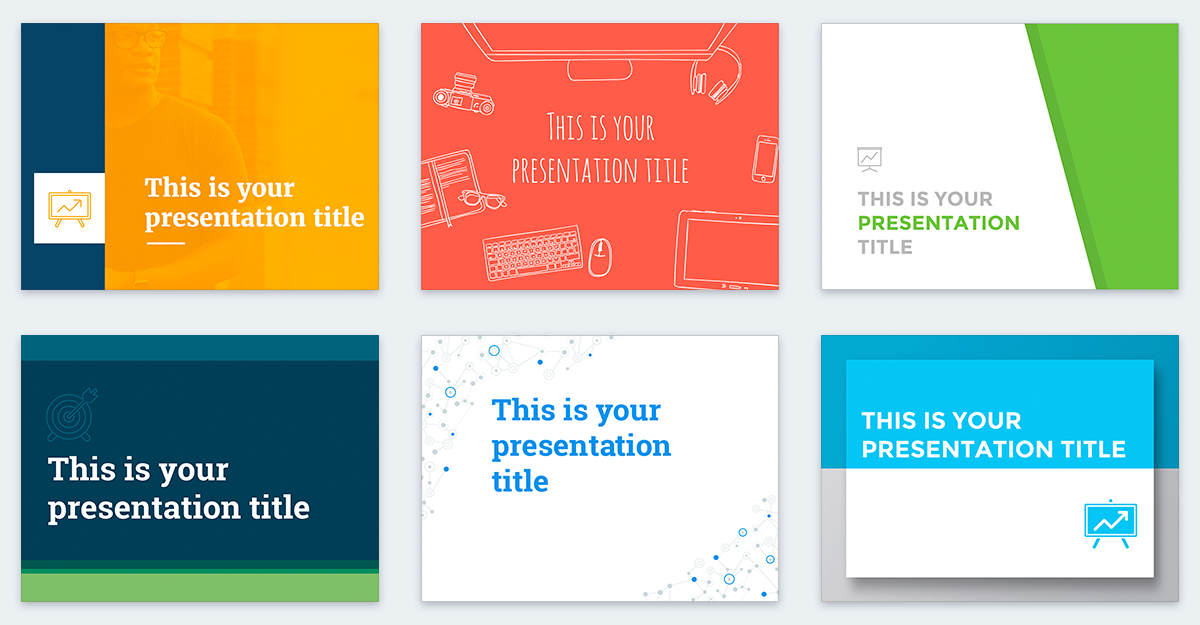 This is your
presentation title
THIS IS YOUR
PRESENTATION TITLE
THIS IS YOUR
PRESENTATION
TITLE
This is your
presentation title
This is your
presentation
title
THIS IS YOUR
PRESENTATION TITLE